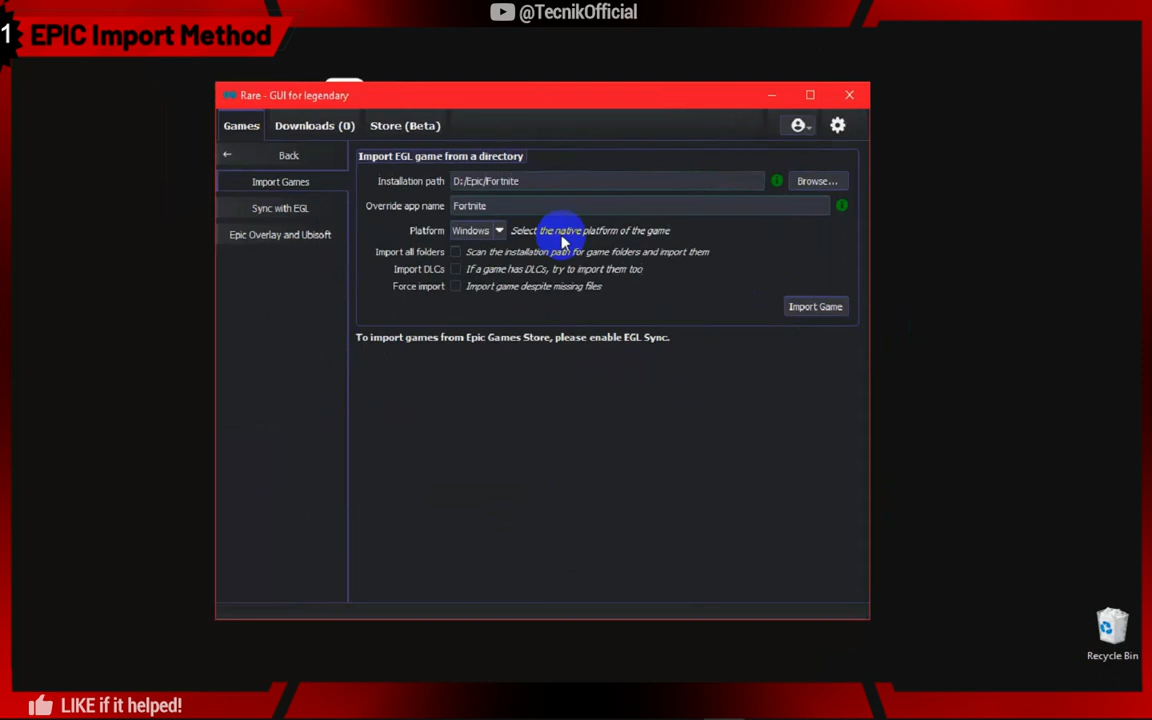 @TecnikOfficial
1 EPIC Import Method
Rare - GUI for legendary
Games Downloads (0) Store (Beta)
Back
Import Games
Sync with EGL
Epic Overlay and Ubisoft
Import EGL game from a directory
Installation path D:/Epic/Fortnite Browse...
Override app name Fortnite
Platform Windows Select the native platform of the game
Import all folders Scan the installation path for game folders and import them
Import DLCs If a game has DLCs, try to import them too
Force import Import game despite missing files
Import Game
To import games from Epic Games Store, please enable EGL Sync.
Recycle Bin
LIKE if it helped!